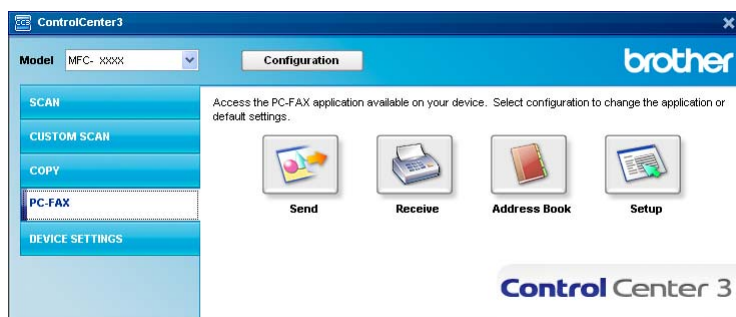 CC3 ControlCenter3
Model MFC- XXXX Configuration brother
SCAN
CUSTOM SCAN
COPY
PC-FAX
DEVICE SETTINGS
Access the PC-FAX application available on your device. Select configuration to change the application or
default settings.
Send Receive Address Book Setup
Control Center 3